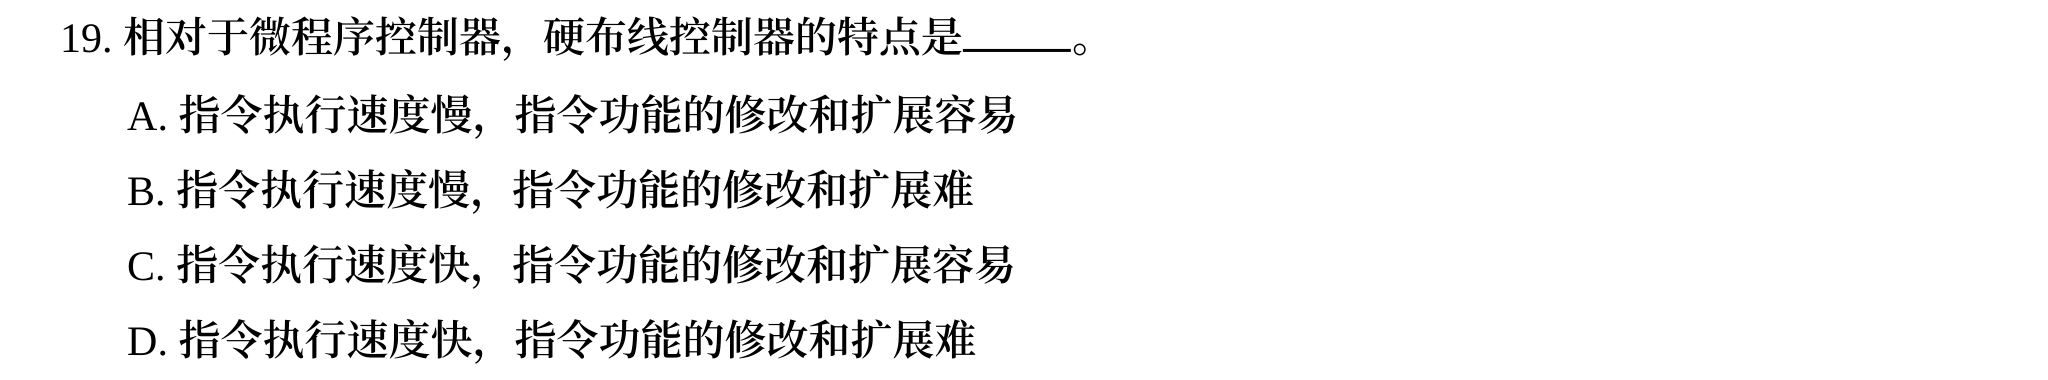 19. 相对于微程序控制器，硬布线控制器的特点是_____。
A. 指令执行速度慢，指令功能的修改和扩展容易
B. 指令执行速度慢，指令功能的修改和扩展难
C. 指令执行速度快，指令功能的修改和扩展容易
D. 指令执行速度快，指令功能的修改和扩展难